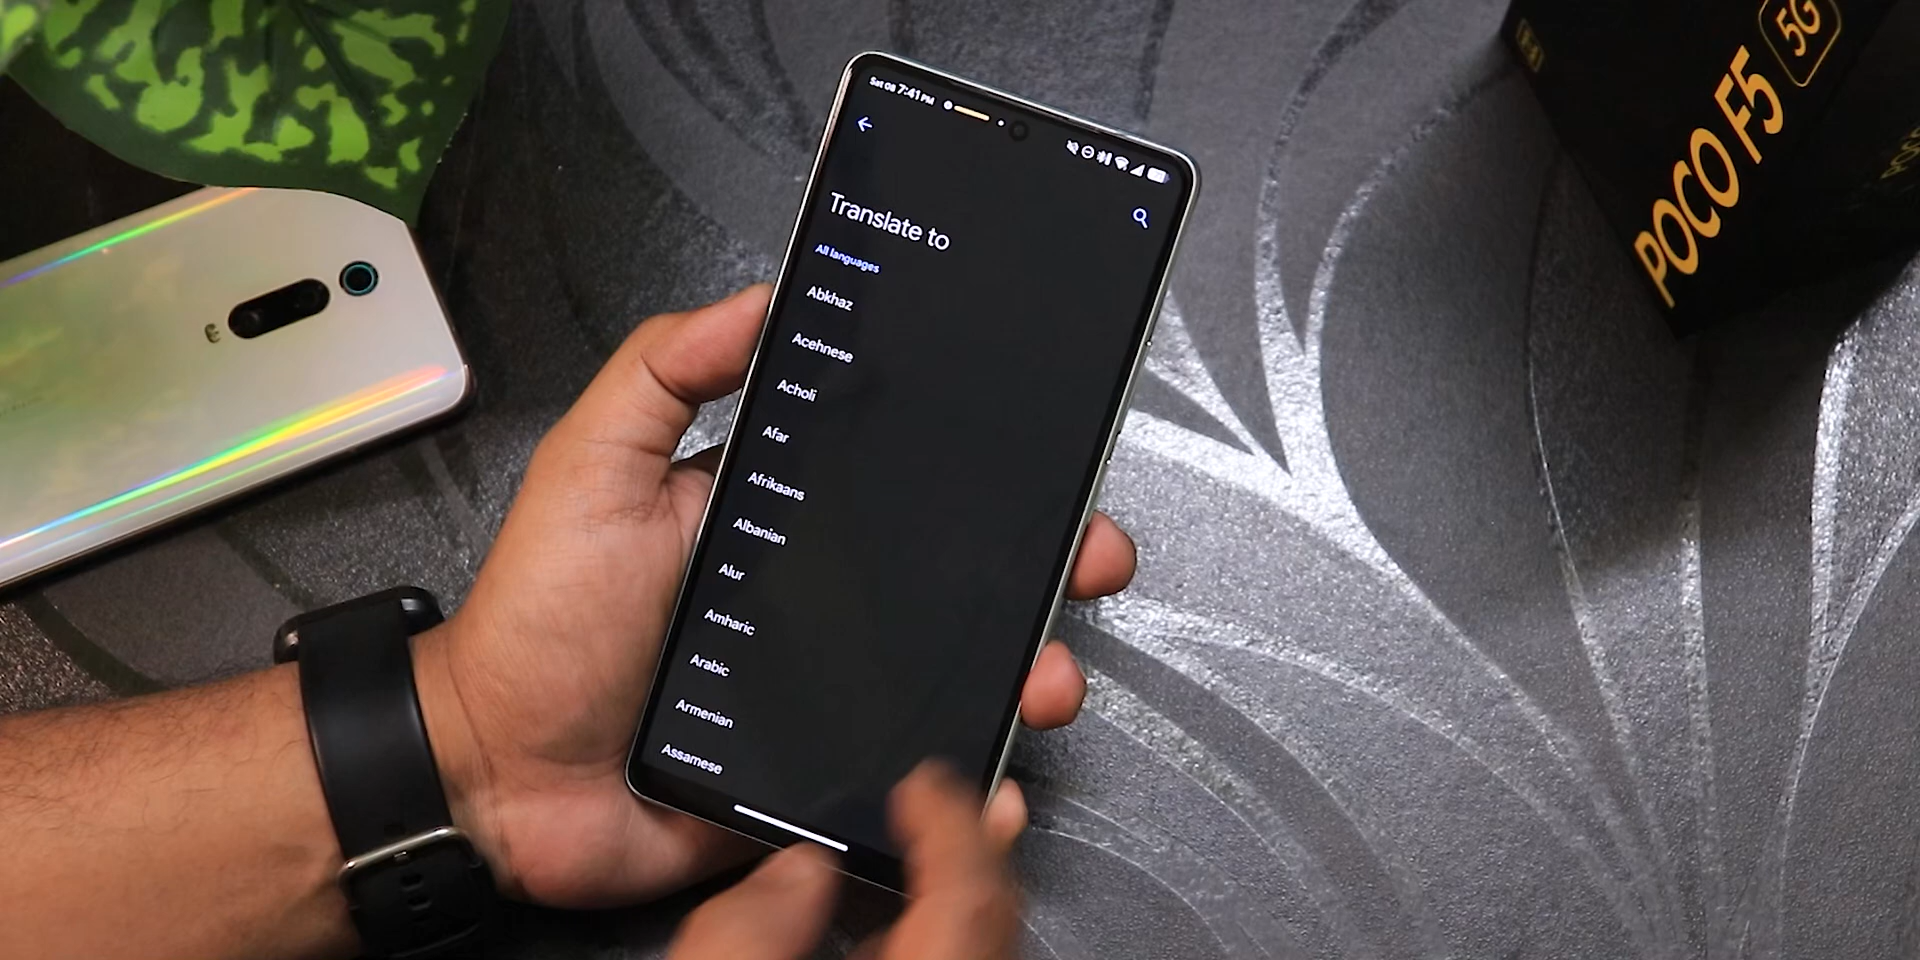 Sat 08 7:41 PM
Translate to
All languages
Abkhaz
Acehnese
Acholi
Afar
Afrikaans
Albanian
Alur
Amharic
Arabic
Armenian
Assamese
POCO F5 5G